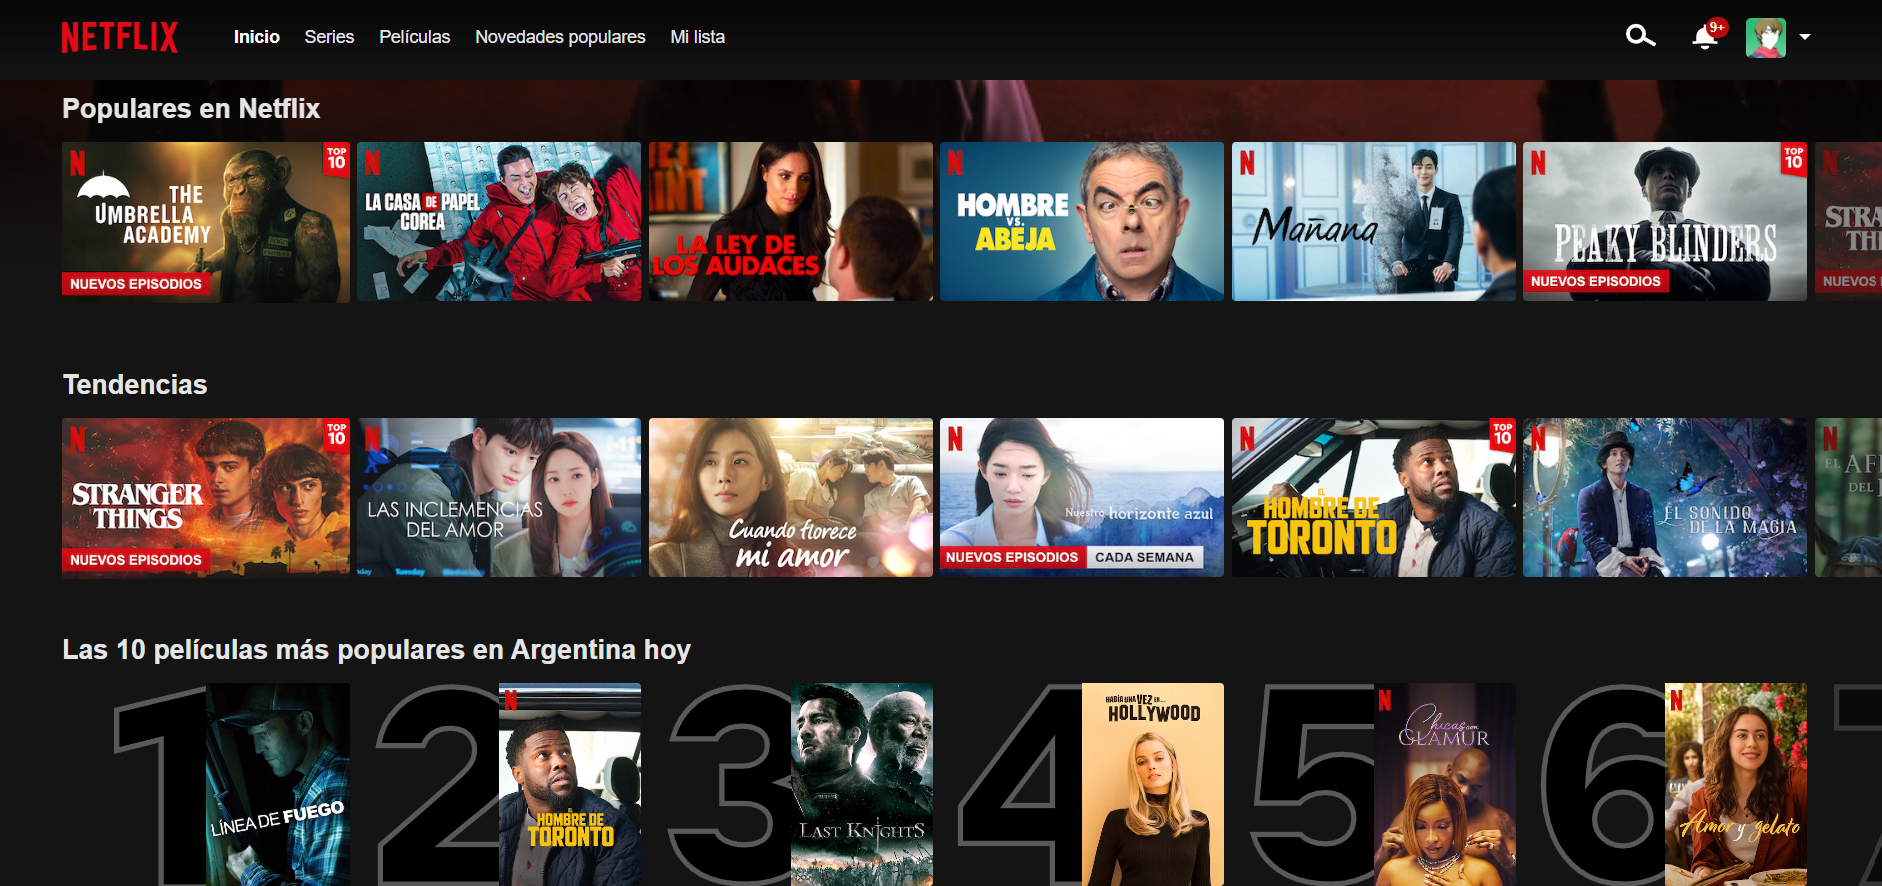 NETFLIX
Inicio
Series
Películas
Novedades populares
Mi lista
9+
Populares en Netflix
N
THE
UMBRELLA
ACADEMY
TOP
10
NUEVOS EPISODIOS
N
LA CASA DE PAPEL
COREA
LA LEY DE
LOS AUDACES
N
HOMBRE
VS.
ABEJA
N
Mañana
N
PEAKY BLINDERS
TOP
10
NUEVOS EPISODIOS
N
STRANG
THI
NUEVOS E
Tendencias
N
STRANGER
THINGS
TOP
10
NUEVOS EPISODIOS
N
LAS INCLEMENCIAS
DEL AMOR
Tuesday
Cuando florece
mi amor
N
Nuestro horizonte azul
NUEVOS EPISODIOS
CADA SEMANA
N
EL
HOMBRE DE
TORONTO
TOP
10
N
EL SONIDO
DE LA MAGIA
N
EL AF
DEL
Las 10 películas más populares en Argentina hoy
1
LÍNEA DE FUEGO
2
N
EL
HOMBRE DE
TORONTO
3
LAST KNIGHTS
4
HABÍA UNA VEZ EN...
HOLLYWOOD
5
N
Chicas con
GLAMUR
6
N
Amor y gelato
7